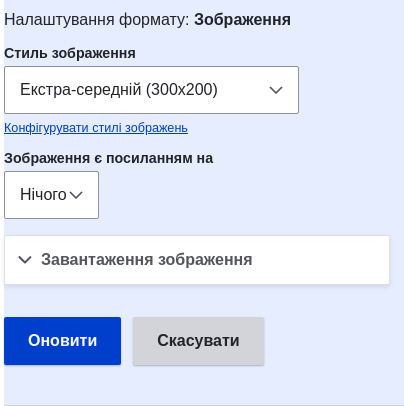 Налаштування формату: Зображення
Стиль зображення
Екстра-середній (300x200)
Конфігурувати стилі зображень
Зображення є посиланням на
Нічого
Завантаження зображення
Оновити
Скасувати